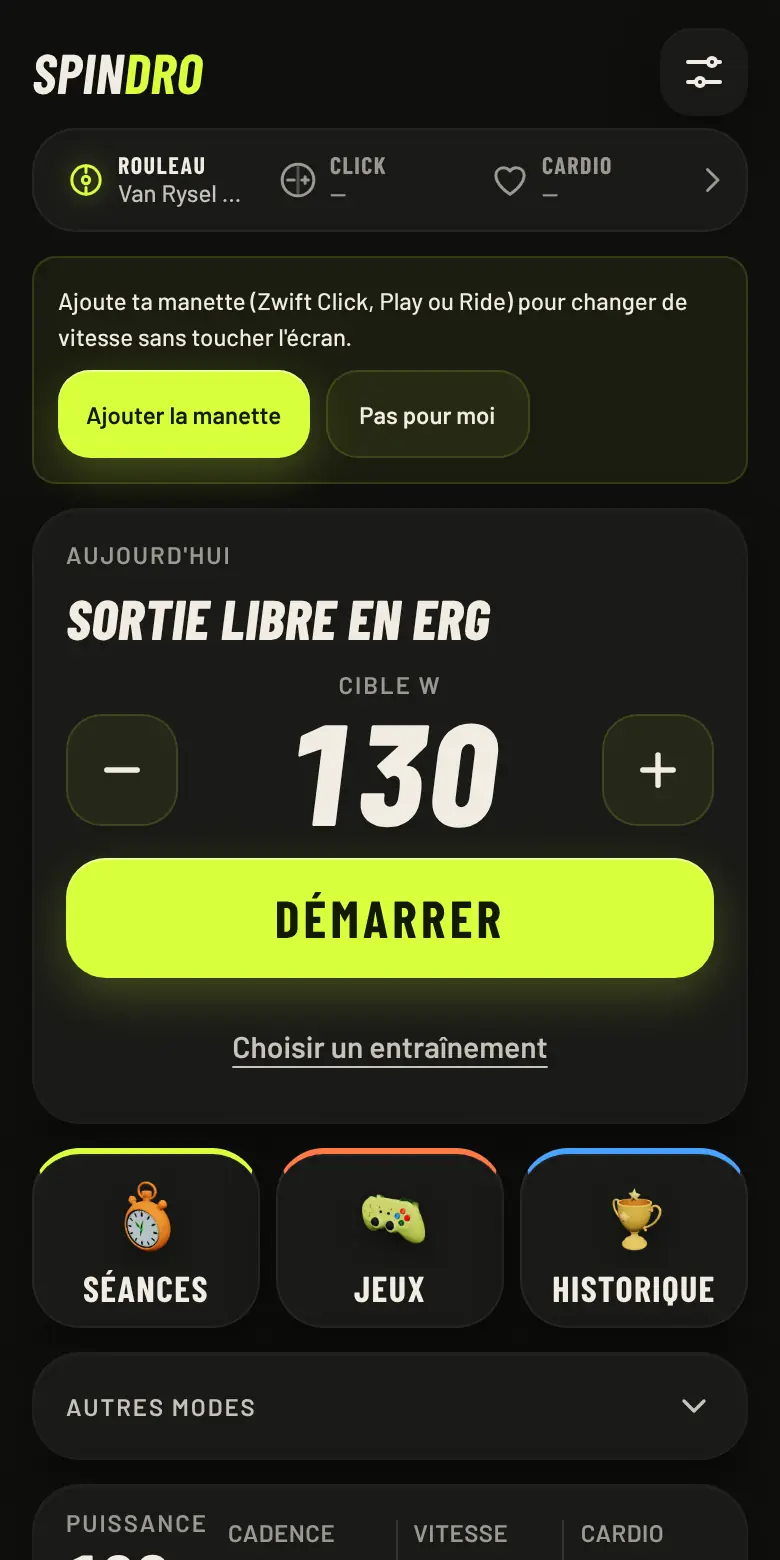 SPINDRO
ROULEAU
Van Rysel ...
CLICK
–
CARDIO
–
Ajoute ta manette (Zwift Click, Play ou Ride) pour changer de
vitesse sans toucher l'écran.
Ajouter la manette
Pas pour moi
AUJOURD'HUI
SORTIE LIBRE EN ERG
CIBLE W
130
DÉMARRER
Choisir un entraînement
SÉANCES
JEUX
HISTORIQUE
AUTRES MODES
PUISSANCE
CADENCE
VITESSE
CARDIO